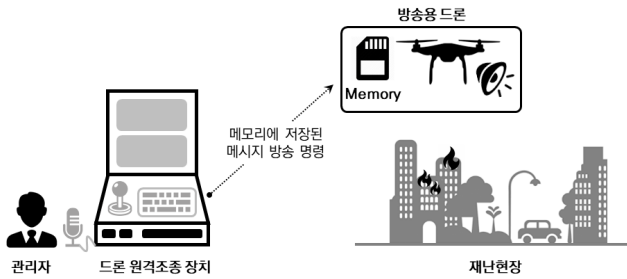 방송용 드론
Memory
메모리에 저장된
메시지 방송 명령
관리자
드론 원격조종 장치
재난현장